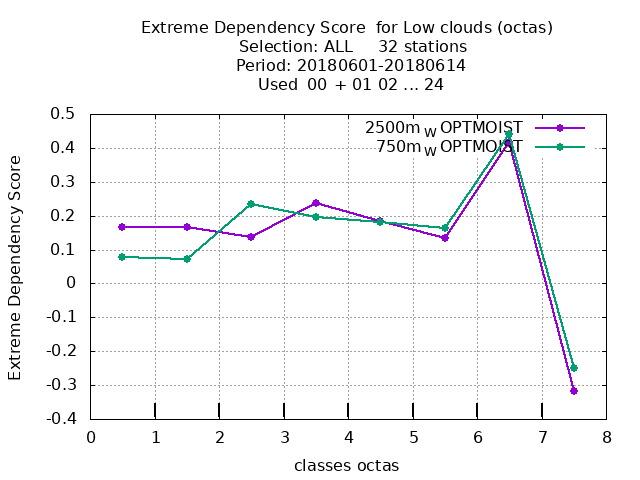 Extreme Dependency Score  for Low clouds (octas)
Selection: ALL     32 stations
Period: 20180601-20180614
Used  00  + 01 02 ... 24
2500m_W OPTMOIST
750m_W OPTMOIST
Extreme Dependency Score
0.5
0.4
0.3
0.2
0.1
0
-0.1
-0.2
-0.3
-0.4
0 1 2 3 4 5 6 7 8
classes octas